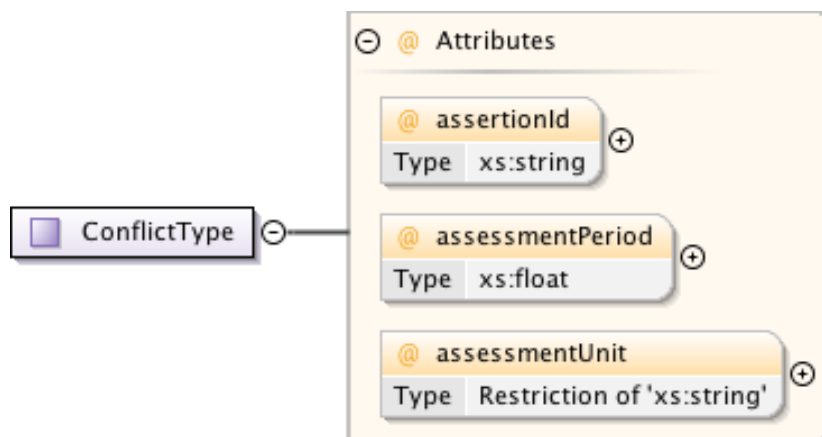 @ Attributes
@ assertionId
Type xs:string
ConflictType
@ assessmentPeriod
Type xs:float
@ assessmentUnit
Type Restriction of 'xs:string'